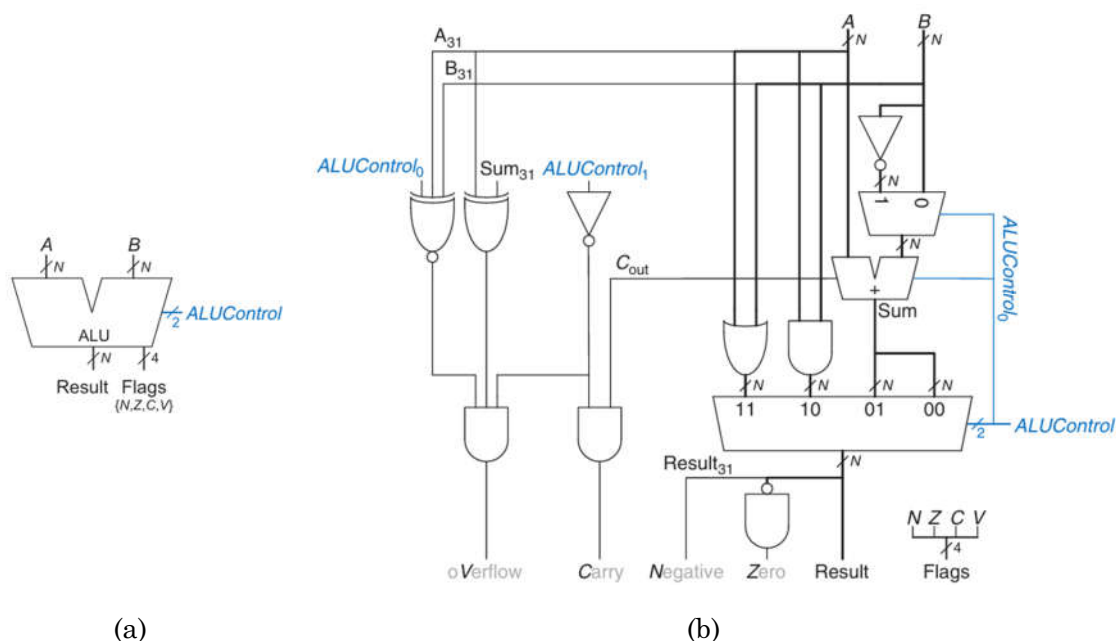 A B
N N
ALU
2 ALUControl
N 4
Result Flags
{N,Z,C,V}
(a)
A B
N N
A31
B31
ALUControl0 Sum31 ALUControl1
N
1 0
N
ALUControl0
Cout
+
Sum
N N N N
11 10 01 00
2 ALUControl
N
Result31
N Z C V
4
oVerflow Carry Negative Zero Result Flags
(b)